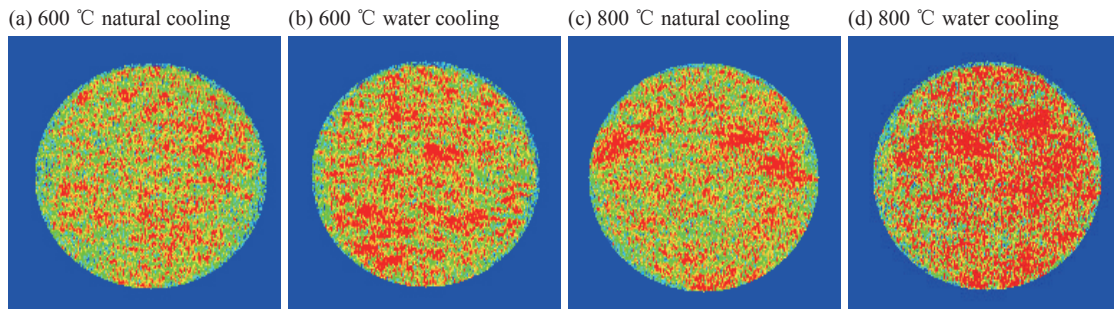 (a) 600 ℃ natural cooling
(b) 600 ℃ water cooling
(c) 800 ℃ natural cooling
(d) 800 ℃ water cooling